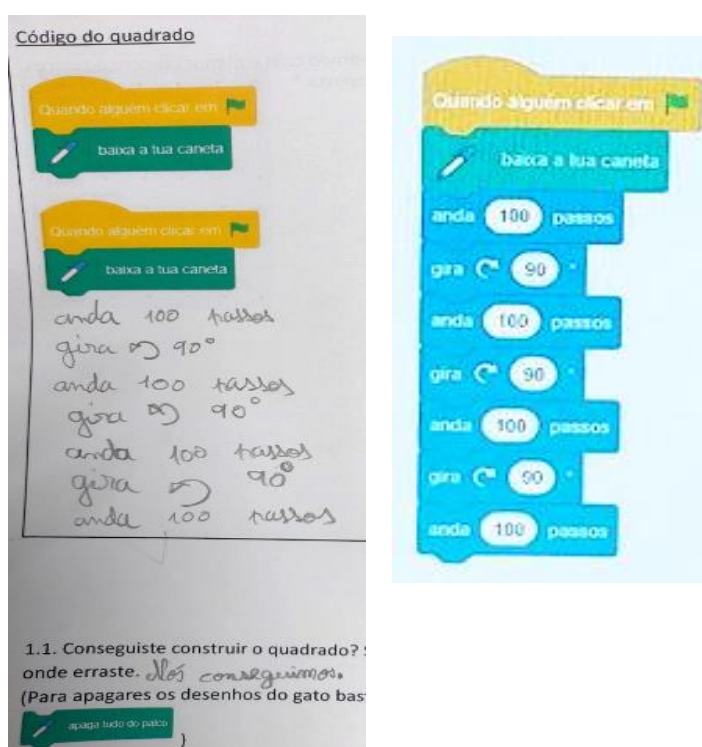 Código do quadrado
Quando alguém clicar em
baixa a tua caneta
Quando alguém clicar em
baixa a tua caneta
anda 100 passos
gira 90°
anda 100 passos
gira 90°
anda 100 passos
gira 90°
anda 100 passos
1.1. Conseguiste construir o quadrado?
onde erraste. Nós conseguimos.
(Para apagares os desenhos do gato bas
apaga tudo do palco
)
Quando alguém clicar em
baixa a tua caneta
anda 100 passos
gira 90 °
anda 100 passos
gira 90 °
anda 100 passos
gira 90 °
anda 100 passos